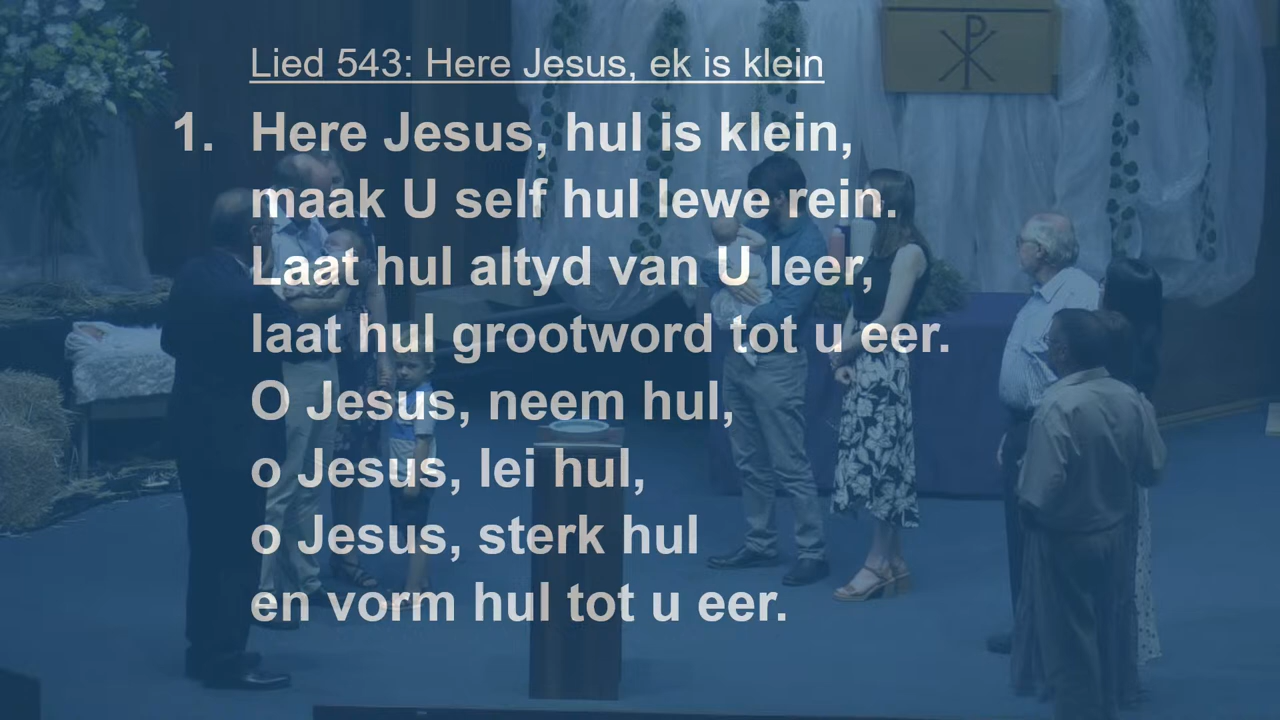 Lied 543: Here Jesus, ek is klein
1. Here Jesus, hul is klein,
maak U self hul lewe rein.
Laat hul altyd van U leer,
laat hul grootword tot u eer.
O Jesus, neem hul,
o Jesus, lei hul,
o Jesus, sterk hul
en vorm hul tot u eer.